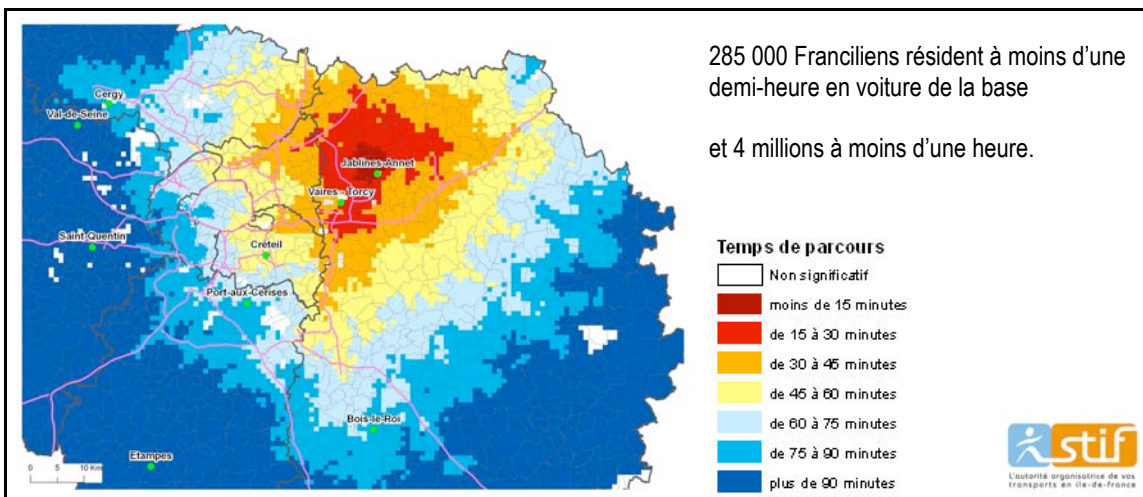 285 000 Franciliens résident à moins d'une
demi-heure en voiture de la base
et 4 millions à moins d'une heure.
Cergy
Val-de-Seine
Jablines-Annet
Vaires - Torcy
Saint-Quentin
Créteil
Port-aux-Cerises
Bois-le-Roi
Etampes
0 5 10 Km
Temps de parcours
Non significatif
moins de 15 minutes
de 15 à 30 minutes
de 30 à 45 minutes
de 45 à 60 minutes
de 60 à 75 minutes
de 75 à 90 minutes
plus de 90 minutes
stif
L'autorité organisatrice de vos
transports en ile-de-france